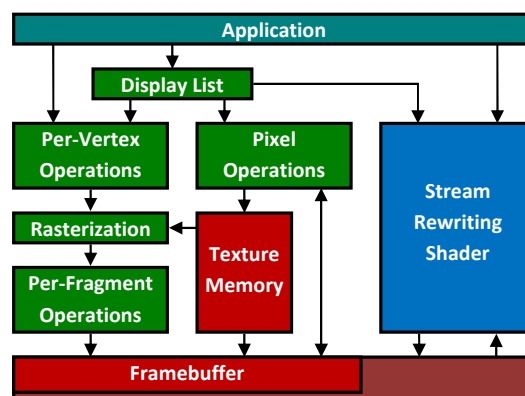 Application
Display List
Per-Vertex
Operations
Pixel
Operations
Stream
Rewriting
Shader
Rasterization
Texture
Memory
Per-Fragment
Operations
Framebuffer